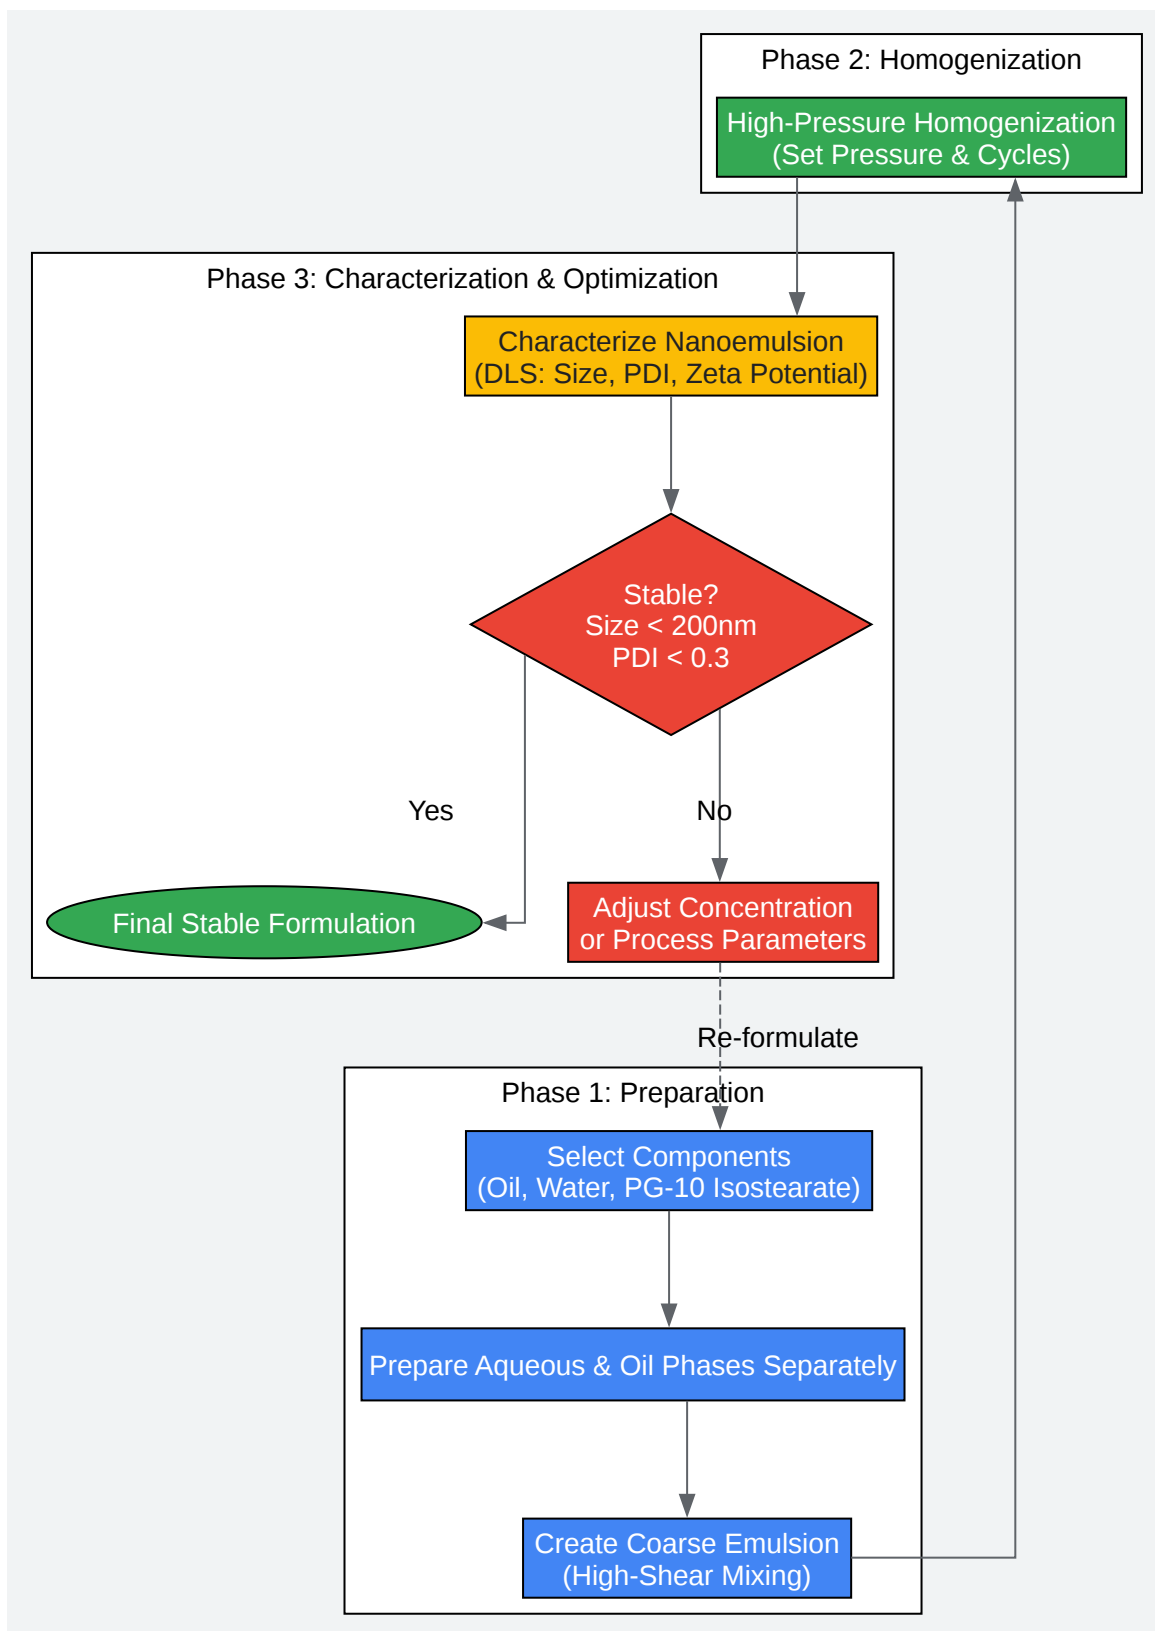 Phase 2: Homogenization
High-Pressure Homogenization
(Set Pressure & Cycles)
Phase 3: Characterization & Optimization
Characterize Nanoemulsion
(DLS: Size, PDI, Zeta Potential)
Stable?
Size < 200nm
PDI < 0.3
Yes
No
Final Stable Formulation
Adjust Concentration
or Process Parameters
Re-formulate
Phase 1: Preparation
Select Components
(Oil, Water, PG-10 Isostearate)
Prepare Aqueous & Oil Phases Separately
Create Coarse Emulsion
(High-Shear Mixing)